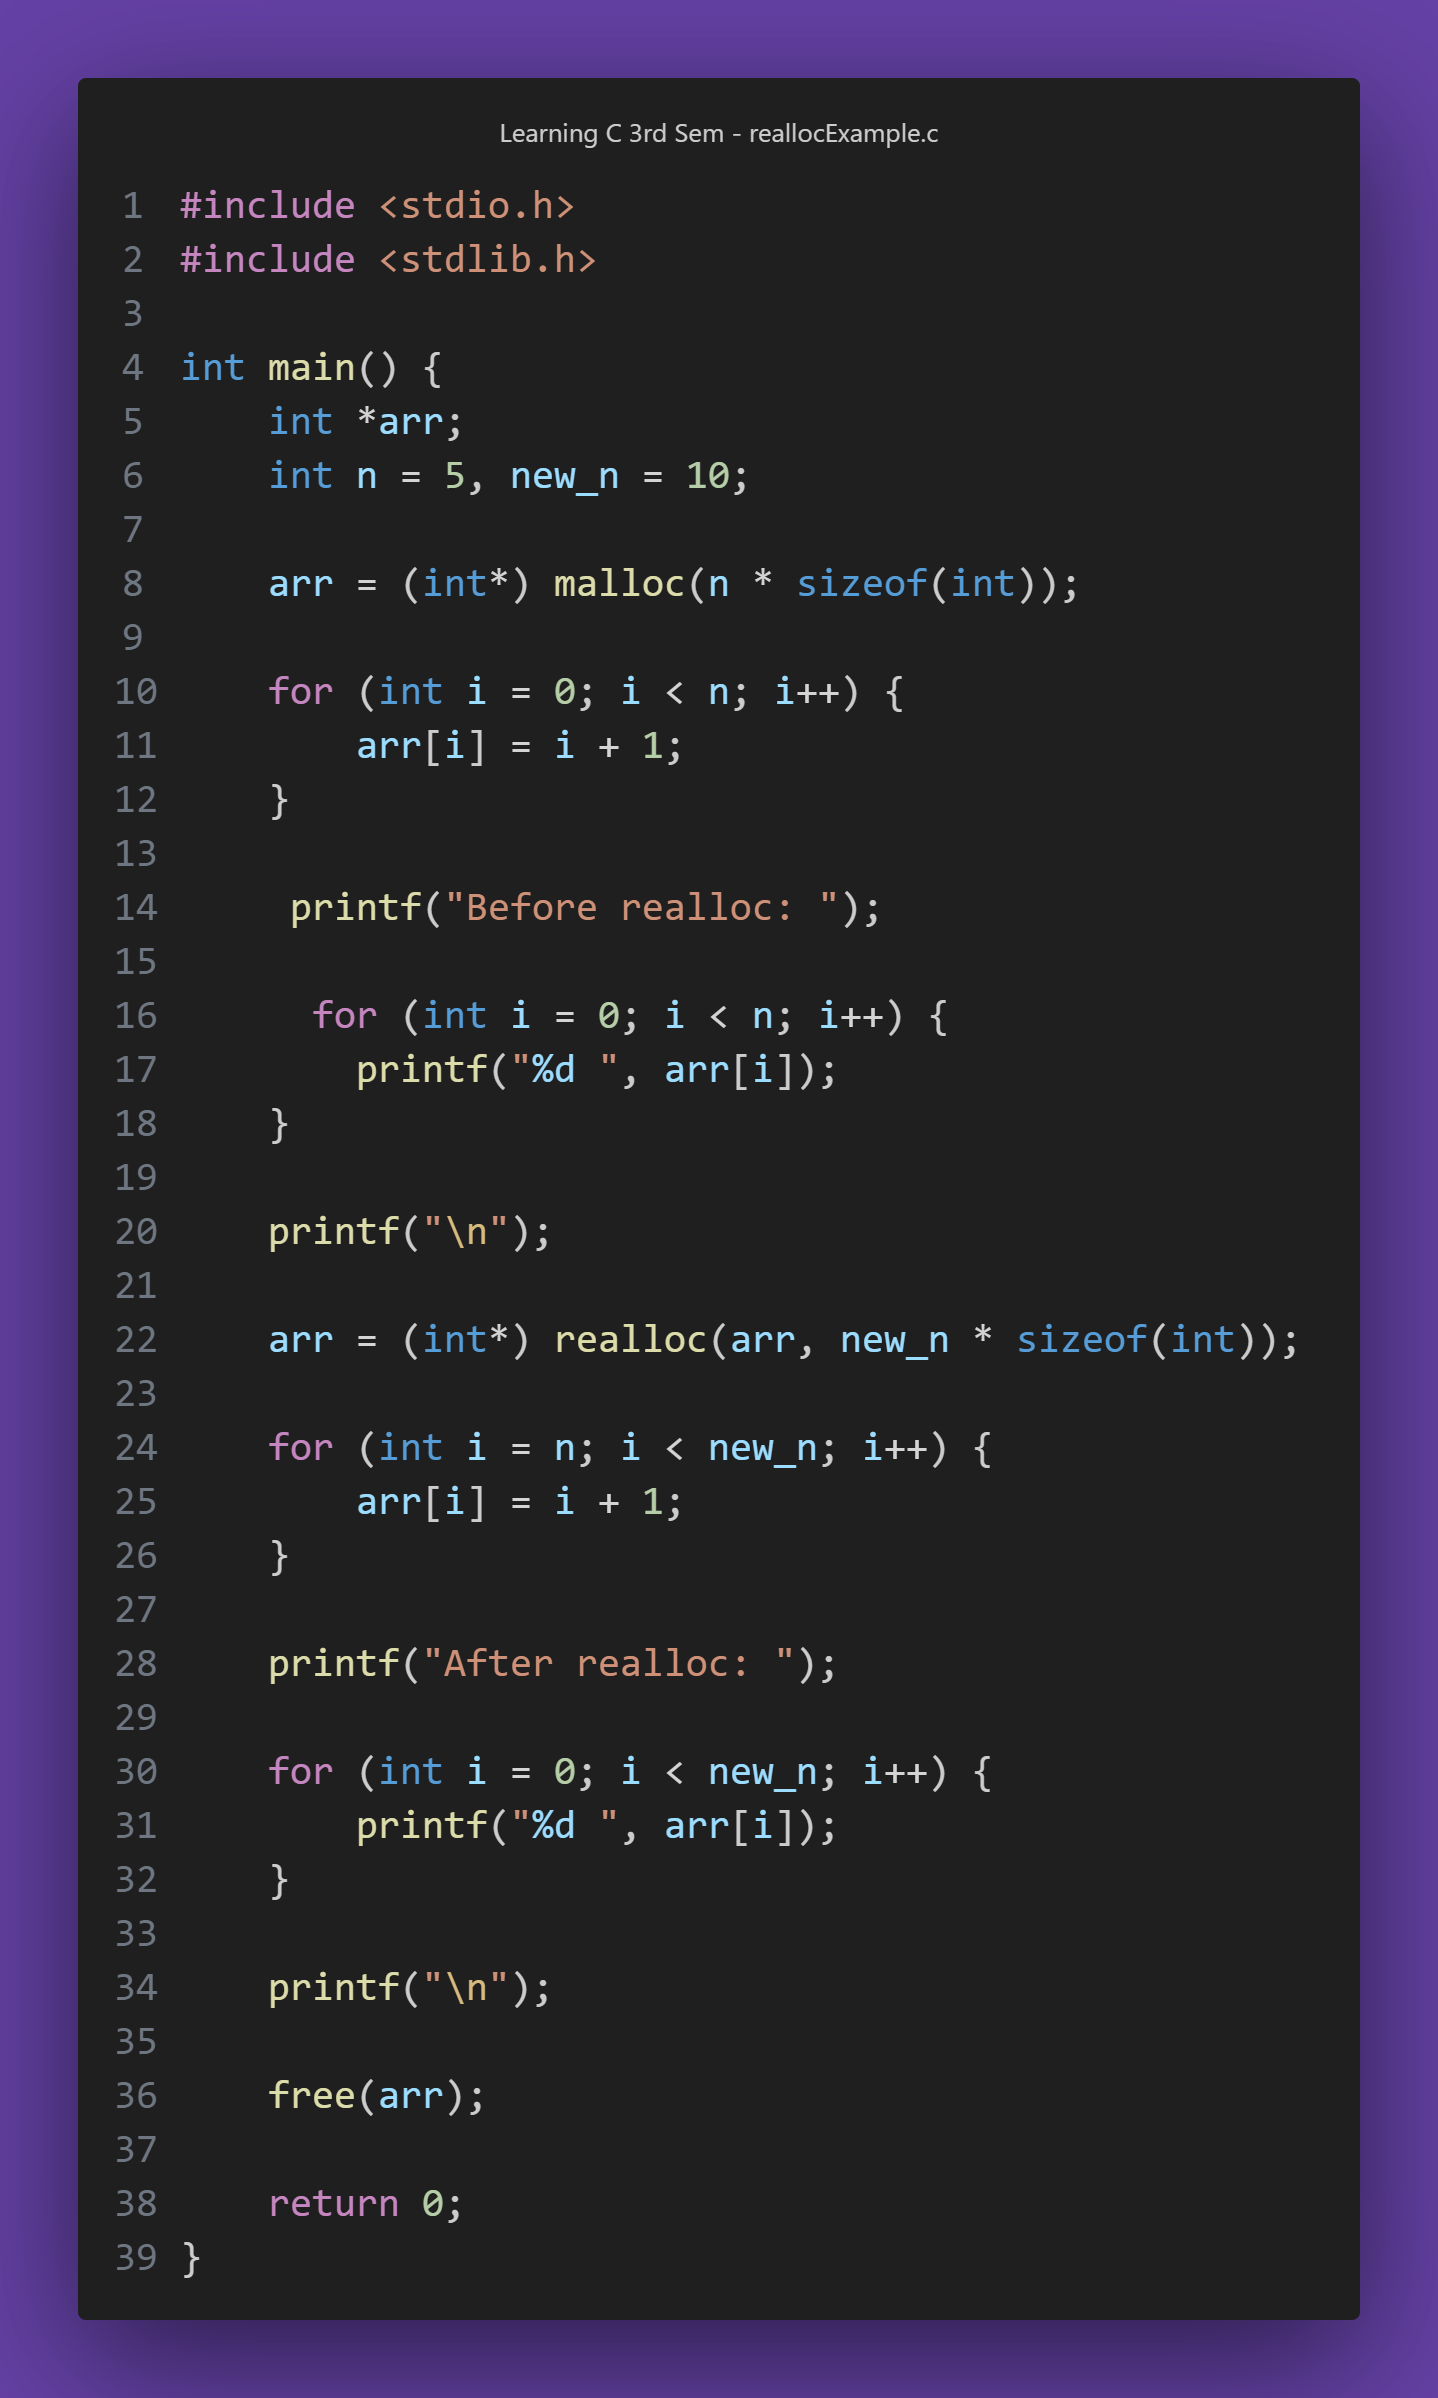 Learning C 3rd Sem - reallocExample.c
1 #include <stdio.h>
2 #include <stdlib.h>
3
4 int main() {
5     int *arr;
6     int n = 5, new_n = 10;
7
8     arr = (int*) malloc(n * sizeof(int));
9
10     for (int i = 0; i < n; i++) {
11         arr[i] = i + 1;
12     }
13
14      printf("Before realloc: ");
15
16       for (int i = 0; i < n; i++) {
17         printf("%d ", arr[i]);
18     }
19
20     printf("\n");
21
22     arr = (int*) realloc(arr, new_n * sizeof(int));
23
24     for (int i = n; i < new_n; i++) {
25         arr[i] = i + 1;
26     }
27
28     printf("After realloc: ");
29
30     for (int i = 0; i < new_n; i++) {
31         printf("%d ", arr[i]);
32     }
33
34     printf("\n");
35
36     free(arr);
37
38     return 0;
39 }